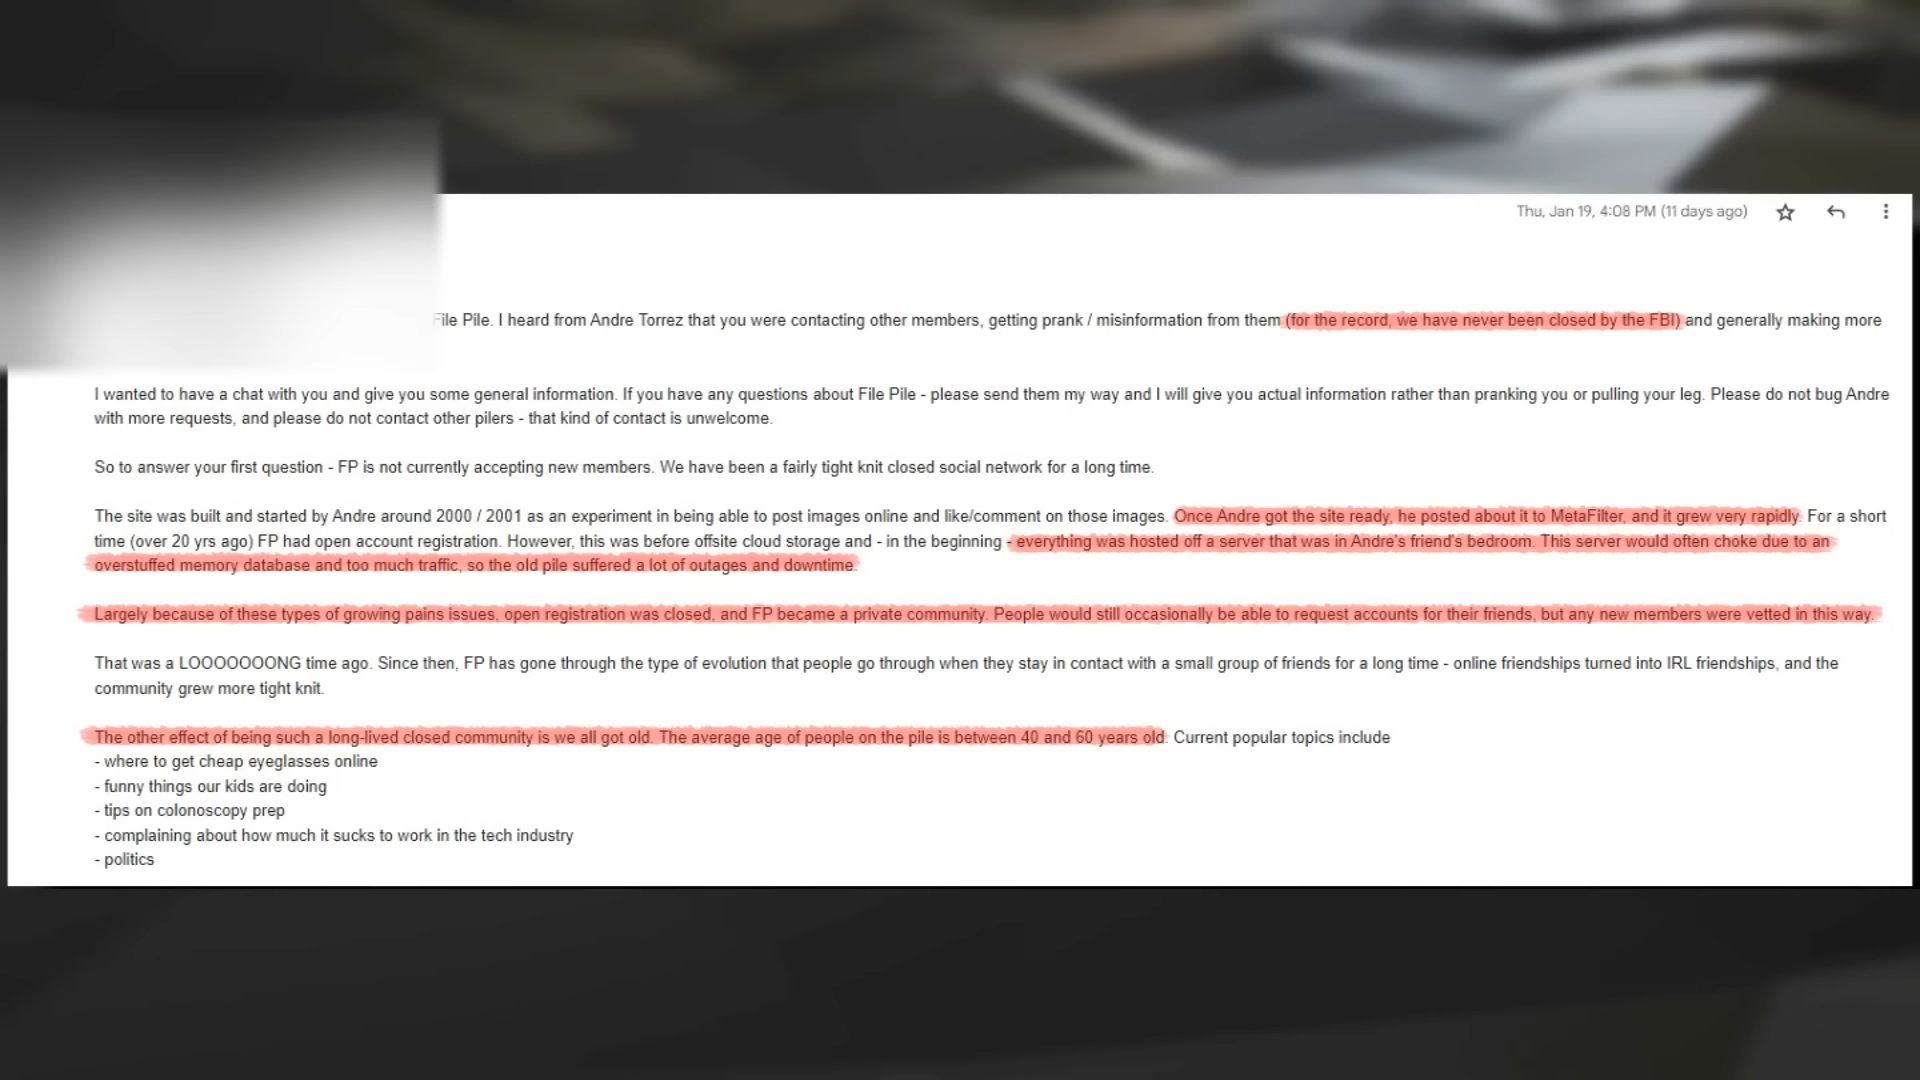 Thu, Jan 19, 4:08 PM (11 days ago)
File Pile. I heard from Andre Torrez that you were contacting other members, getting prank / misinformation from them (for the record, we have never been closed by the FBI) and generally making more
I wanted to have a chat with you and give you some general information. If you have any questions about File Pile - please send them my way and I will give you actual information rather than pranking you or pulling your leg. Please do not bug Andre
with more requests, and please do not contact other pilers - that kind of contact is unwelcome.
So to answer your first question - FP is not currently accepting new members. We have been a fairly tight knit closed social network for a long time.
The site was built and started by Andre around 2000 / 2001 as an experiment in being able to post images online and like/comment on those images. Once Andre got the site ready, he posted about it to MetaFilter, and it grew very rapidly. For a short
time (over 20 yrs ago) FP had open account registration. However, this was before offsite cloud storage and - in the beginning - everything was hosted off a server that was in Andre's friend's bedroom. This server would often choke due to an
overstuffed memory database and too much traffic, so the old pile suffered a lot of outages and downtime.
Largely because of these types of growing pains issues, open registration was closed, and FP became a private community. People would still occasionally be able to request accounts for their friends, but any new members were vetted in this way.
That was a LOOOOOOONG time ago. Since then, FP has gone through the type of evolution that people go through when they stay in contact with a small group of friends for a long time - online friendships turned into IRL friendships, and the
community grew more tight knit.
The other effect of being such a long-lived closed community is we all got old. The average age of people on the pile is between 40 and 60 years old. Current popular topics include
- where to get cheap eyeglasses online
- funny things our kids are doing
- tips on colonoscopy prep
- complaining about how much it sucks to work in the tech industry
- politics